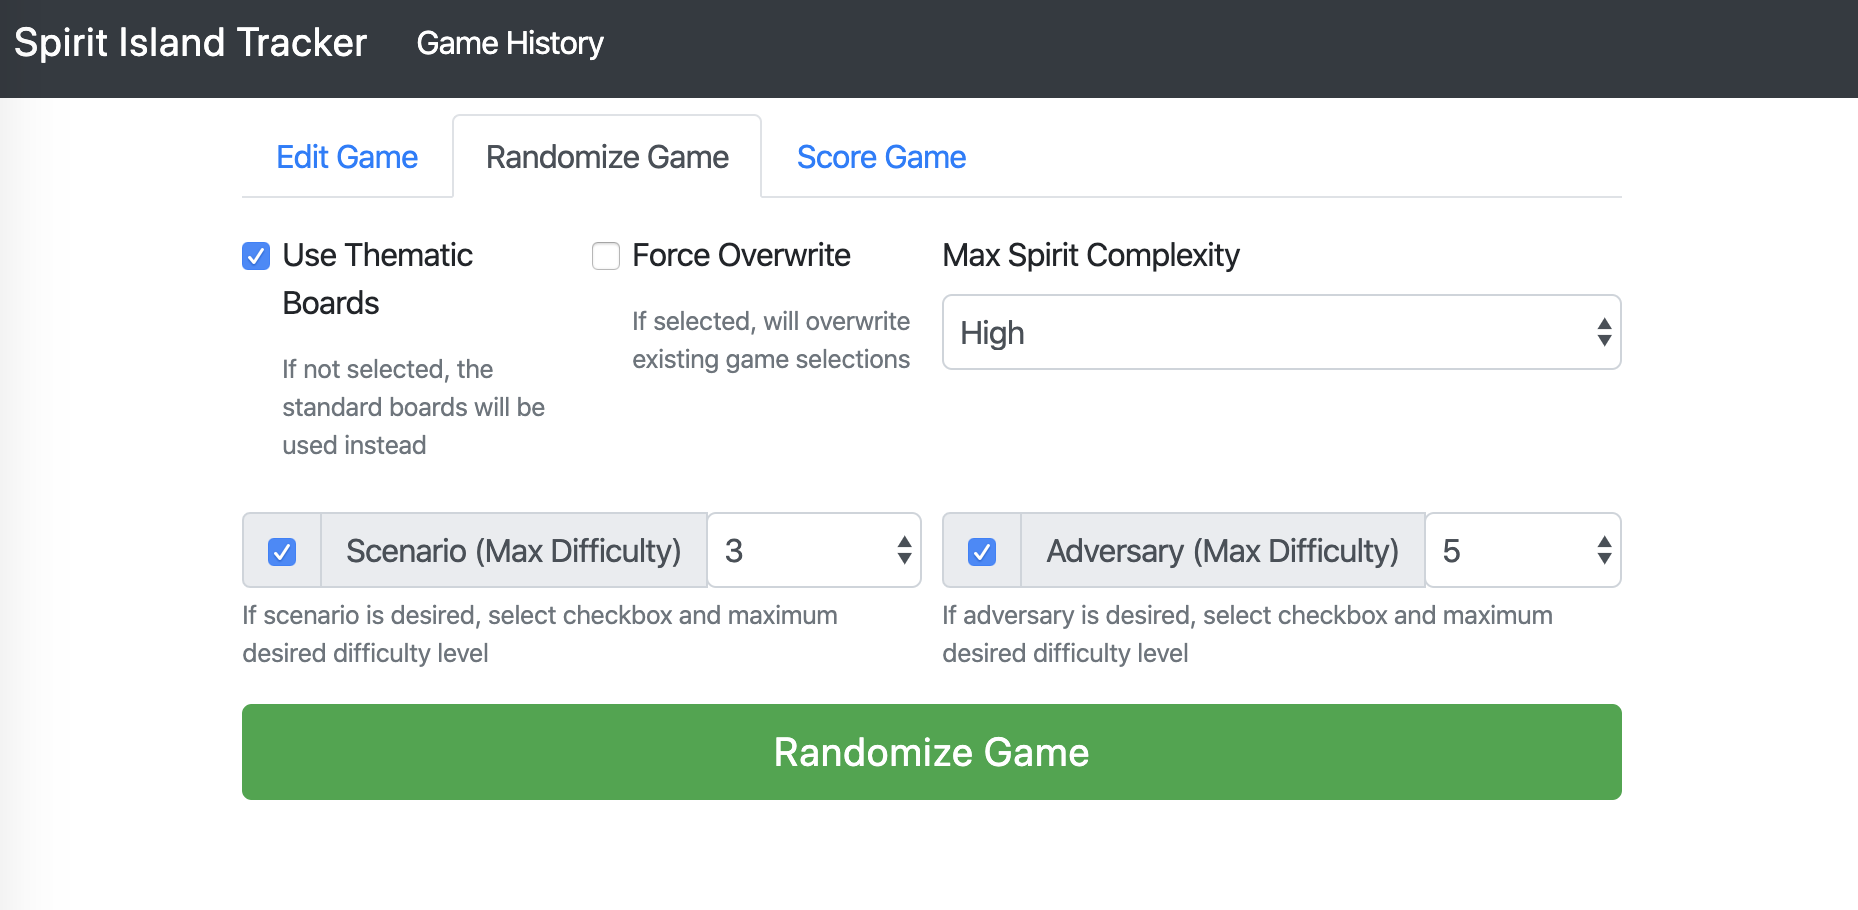 Spirit Island Tracker Game History
Edit Game Randomize Game Score Game
Use Thematic
Boards
If not selected, the
standard boards will be
used instead
Force Overwrite
If selected, will overwrite
existing game selections
Max Spirit Complexity
High
Scenario (Max Difficulty) 3
If scenario is desired, select checkbox and maximum
desired difficulty level
Adversary (Max Difficulty) 5
If adversary is desired, select checkbox and maximum
desired difficulty level
Randomize Game